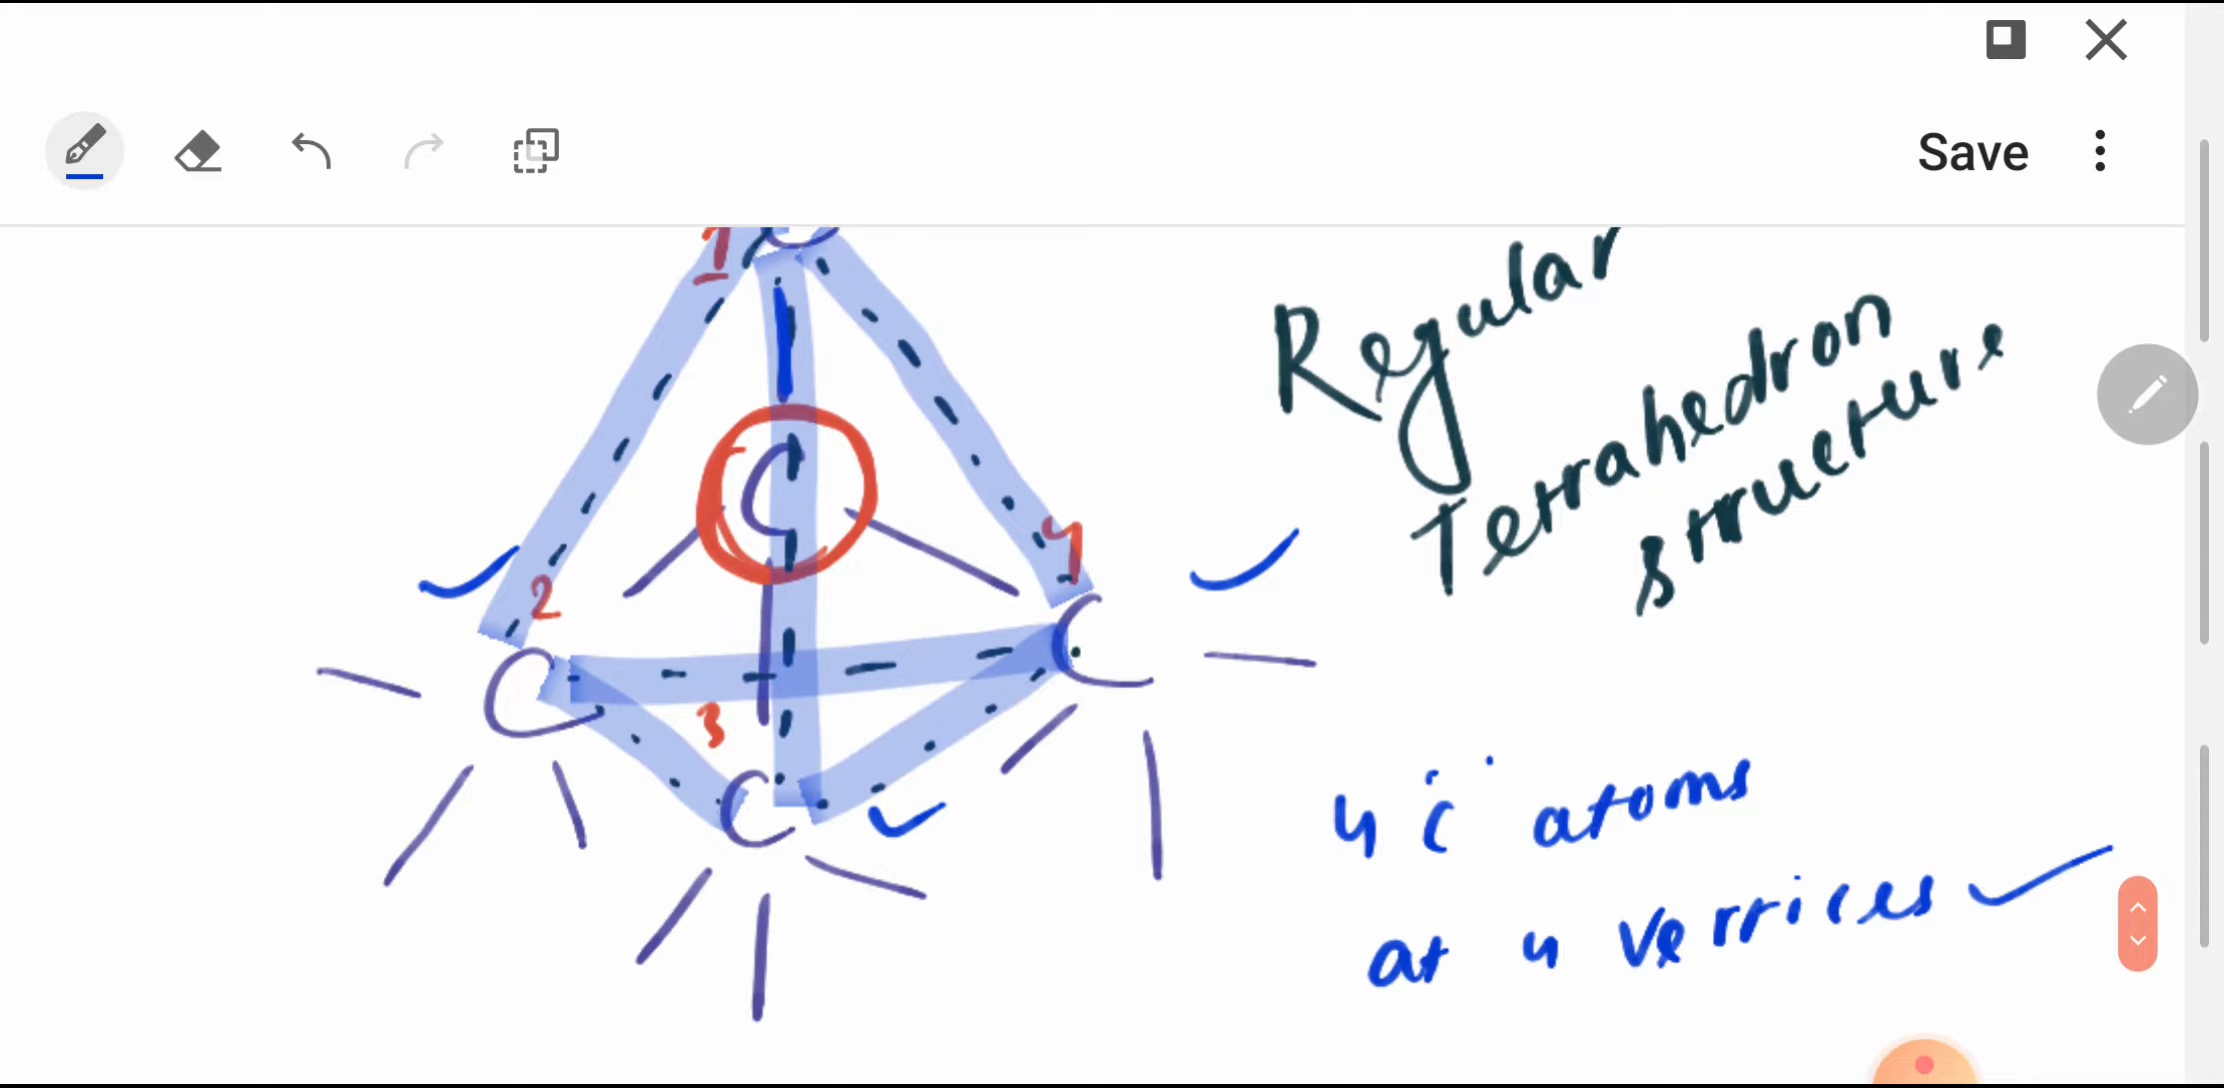 Save
1
C
Regular
Tetrahedron
structure
C
4
2
C
C
3
C
4 C atoms
at 4 vertices